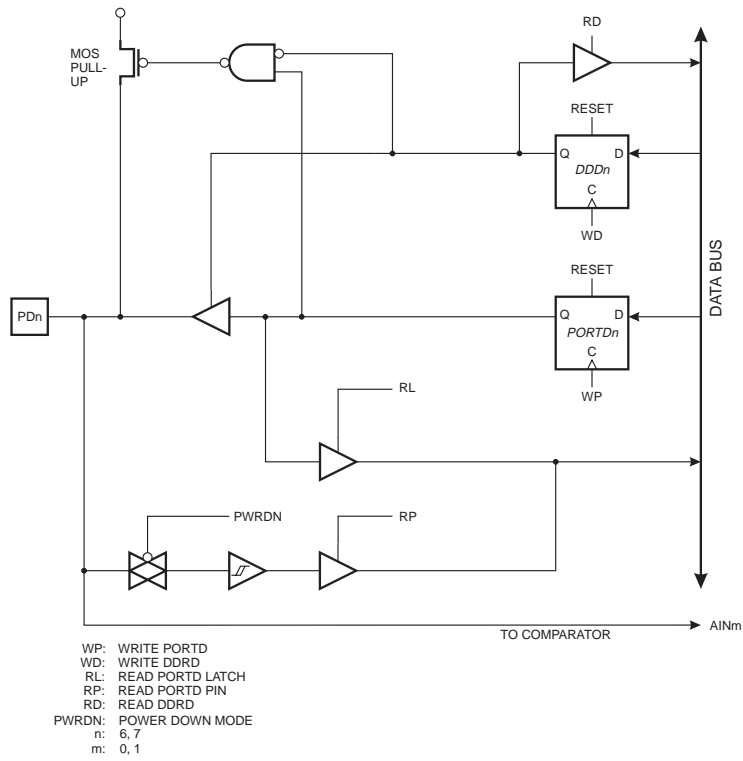 RD
MOS
PULL-
UP
RESET
Q D
DDDn
C
WD
DATA BUS
RESET
PDn
Q D
PORTDn
C
WP
RL
PWRDN
RP
TO COMPARATOR
AINm
WP: WRITE PORTD
WD: WRITE DDRD
RL: READ PORTD LATCH
RP: READ PORTD PIN
RD: READ DDRD
PWRDN: POWER DOWN MODE
n: 6, 7
m: 0, 1